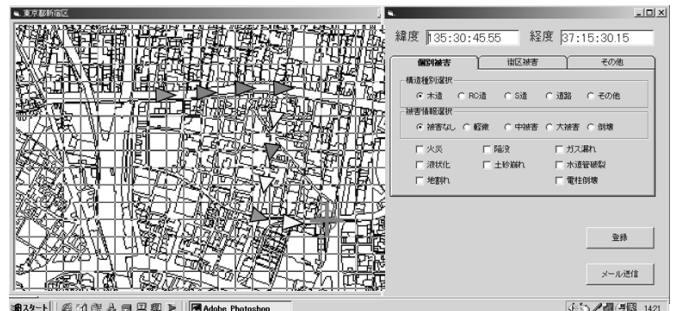 東京都新宿区
緯度 135:30:45.55 経度 37:15:30.15
個別被害 街区被害 その他
構造種別選択
木造 RC造 S造 道路 その他
被害情報選択
被害なし 軽微 中被害 大被害 倒壊
火災 陥没 ガス漏れ
液状化 土砂崩れ 水道管破裂
地割れ 電柱倒壊
登録
メール送信
スタート Adobe Photoshop 14:21